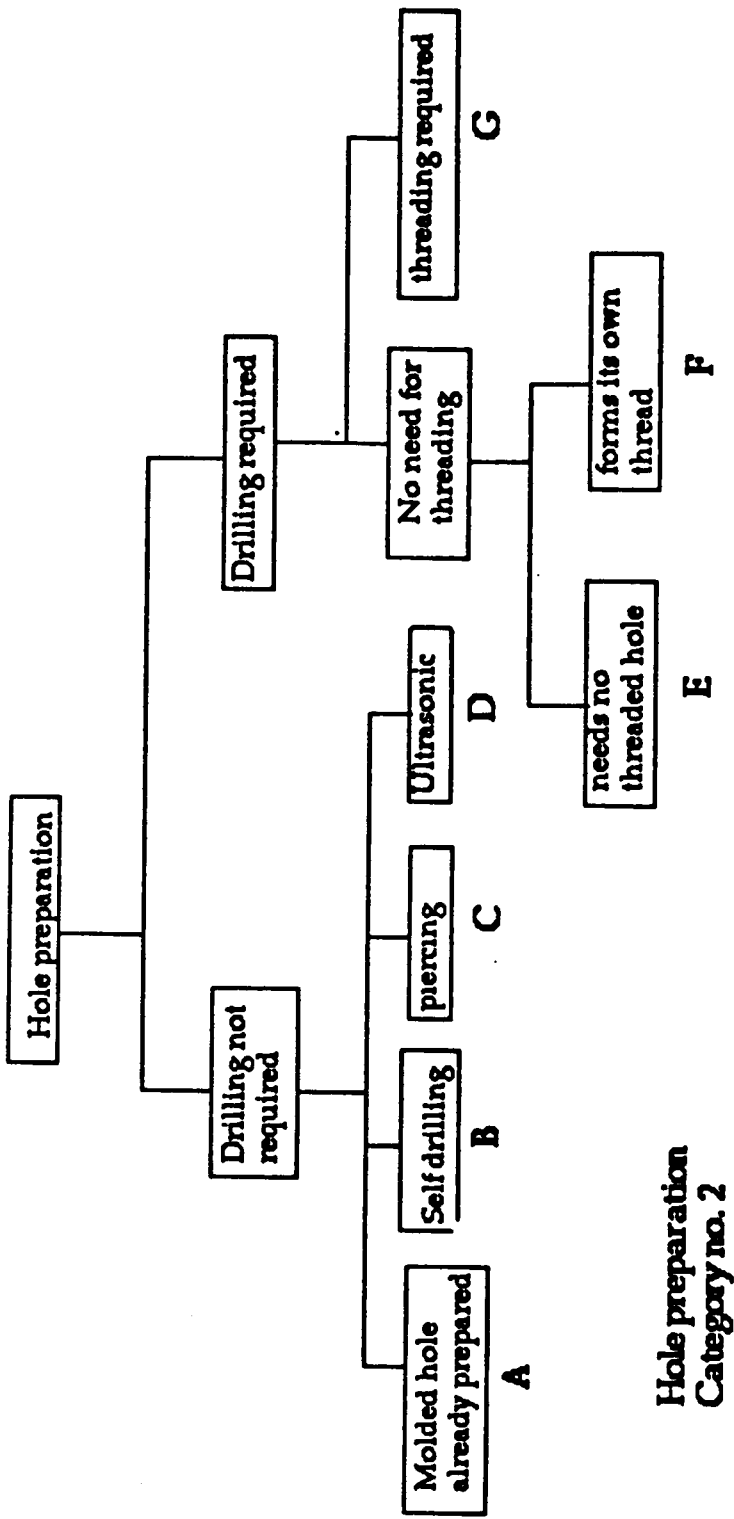 Hole preparation
Drilling not
required
Drilling required
Molded hole
already prepared
Self drilling
piercing
Ultrasonic
No need for
threading
threading required
A
B
C
D
G
needs no
threaded hole
forms its own
thread
E
F
Hole preparation
Category no. 2